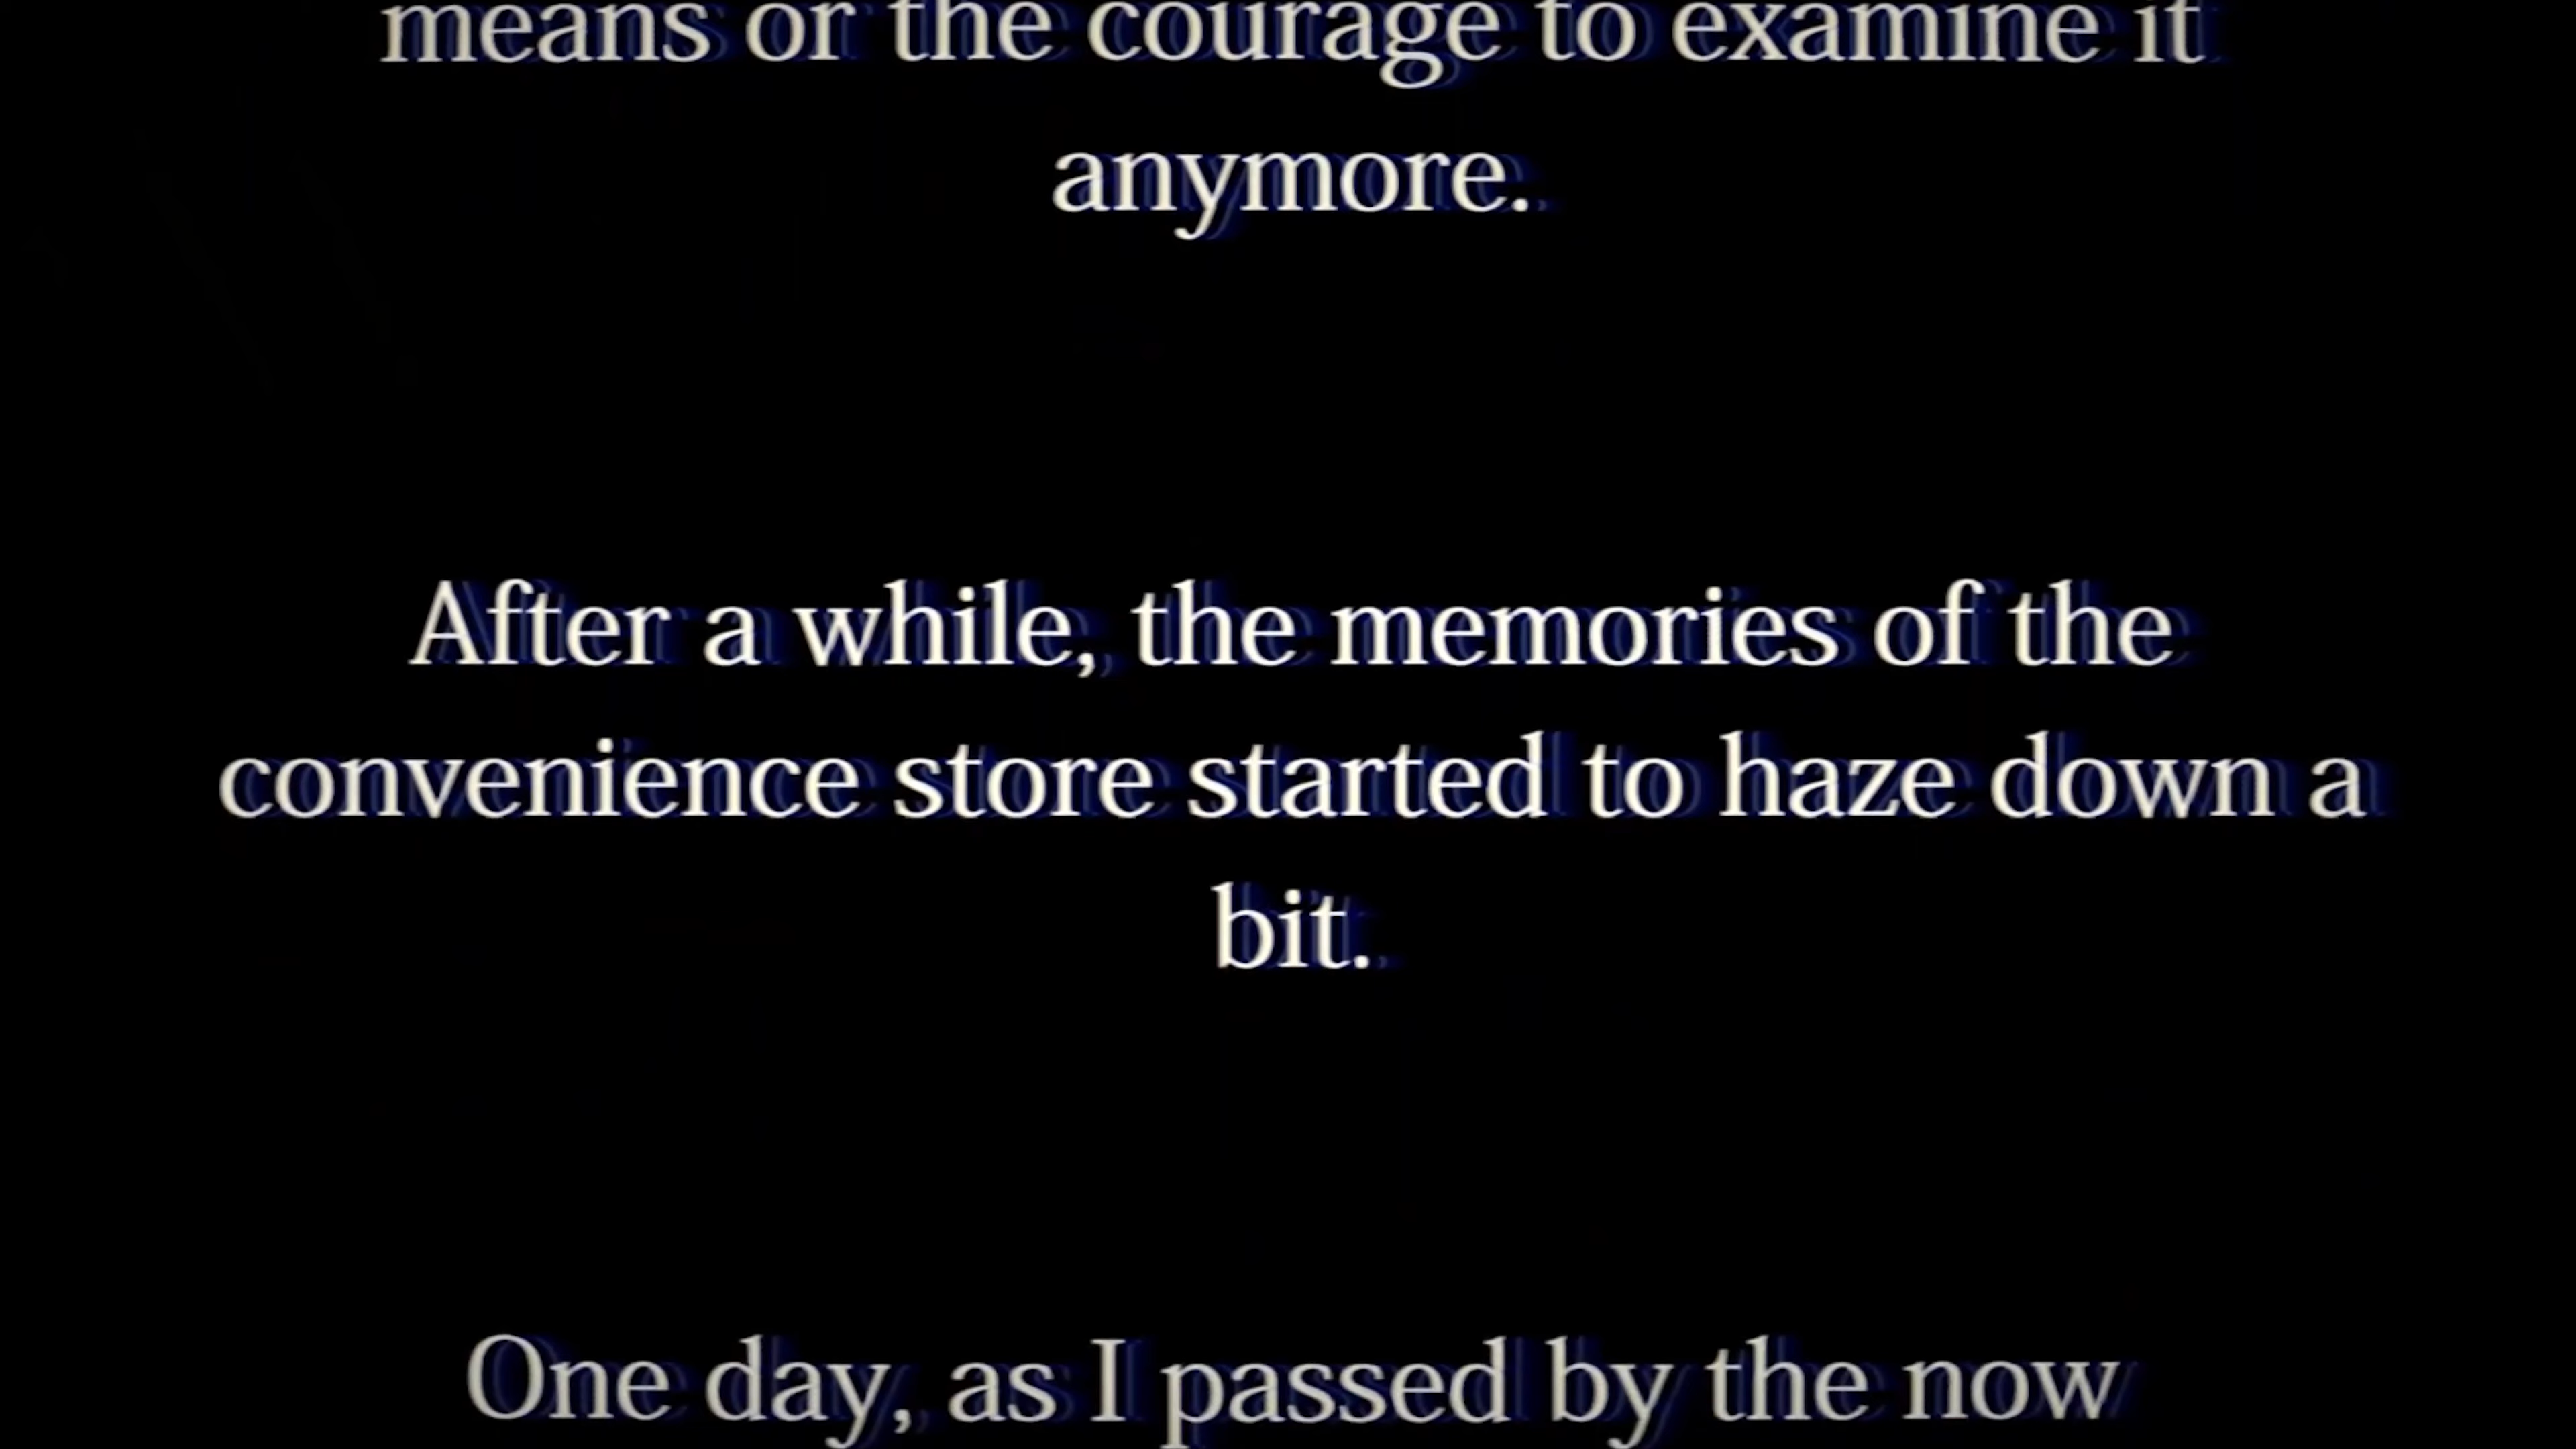 means or the courage to examine it
anymore.
After a while, the memories of the
convenience store started to haze down a
bit.
One day, as I passed by the now